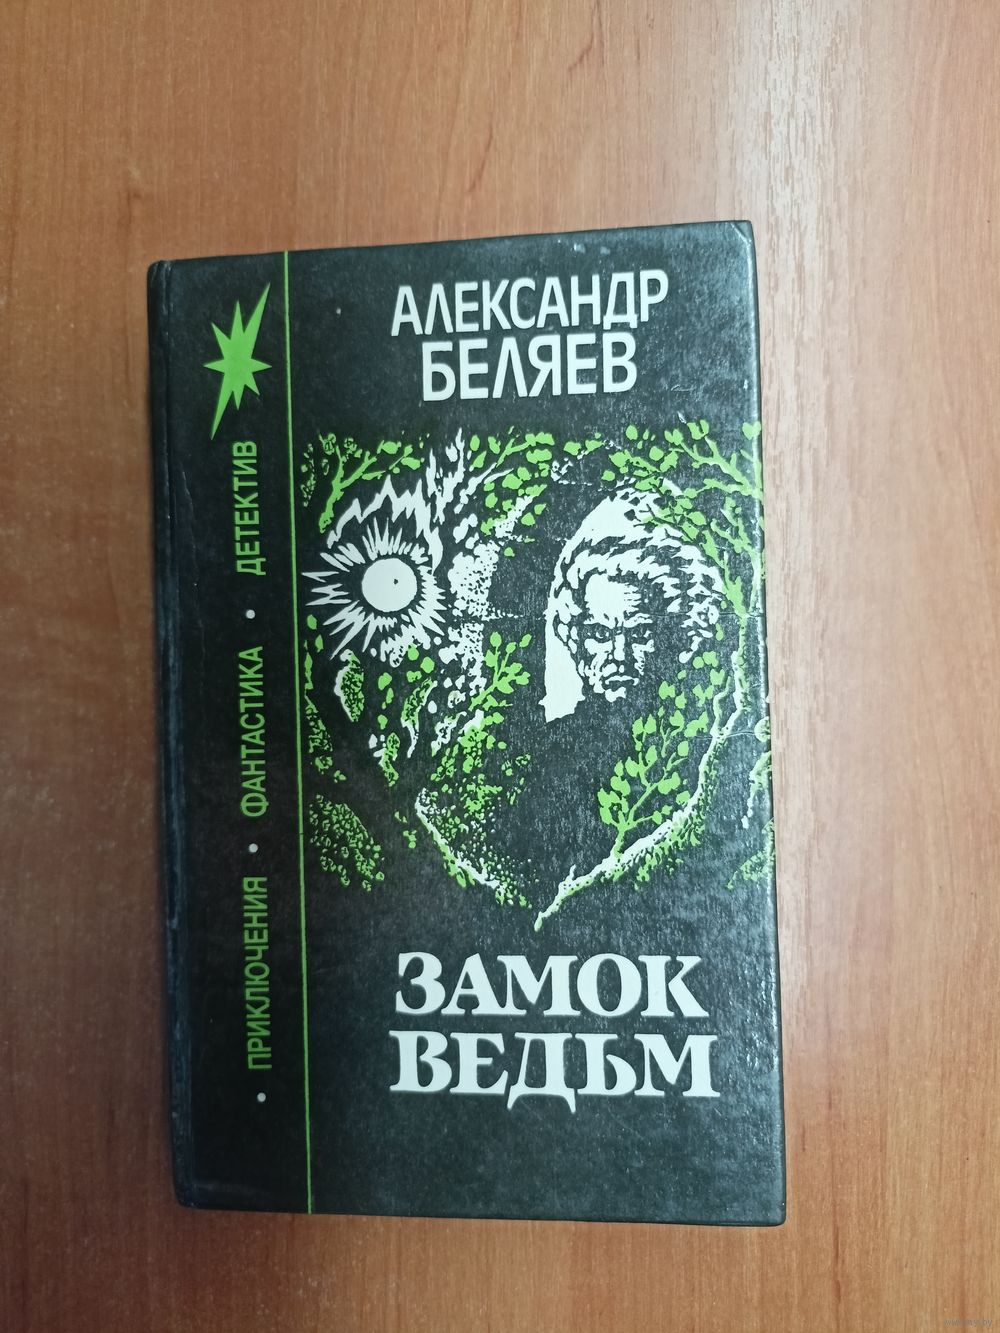 АЛЕКСАНДР
БЕЛЯЕВ
• ПРИКЛЮЧЕНИЯ • ФАНТАСТИКА • ДЕТЕКТИВ
ЗАМОК
ВЕДЬМ